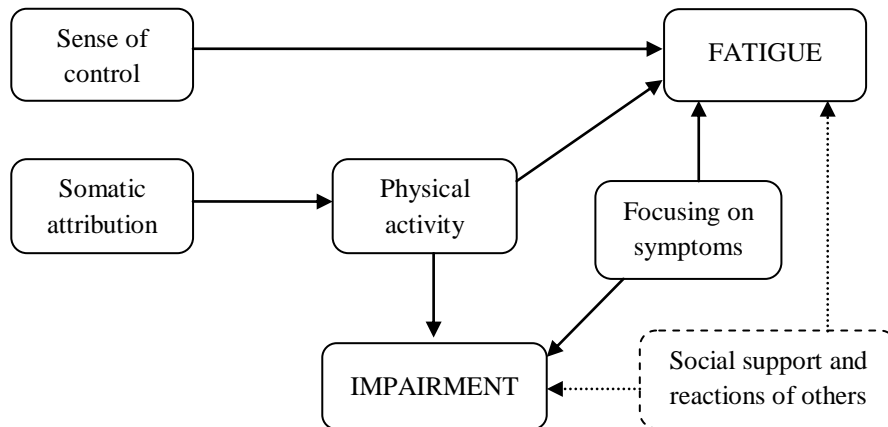 Sense of
control
FATIGUE
Somatic
attribution
Physical
activity
Focusing on
symptoms
IMPAIRMENT
Social support and
reactions of others